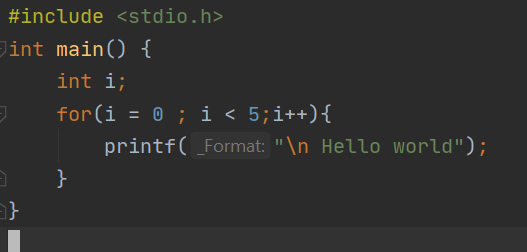 #include <stdio.h>
int main() {
    int i;
    for(i = 0 ; i < 5;i++){
        printf( _Format: "\n Hello world");
    }
}